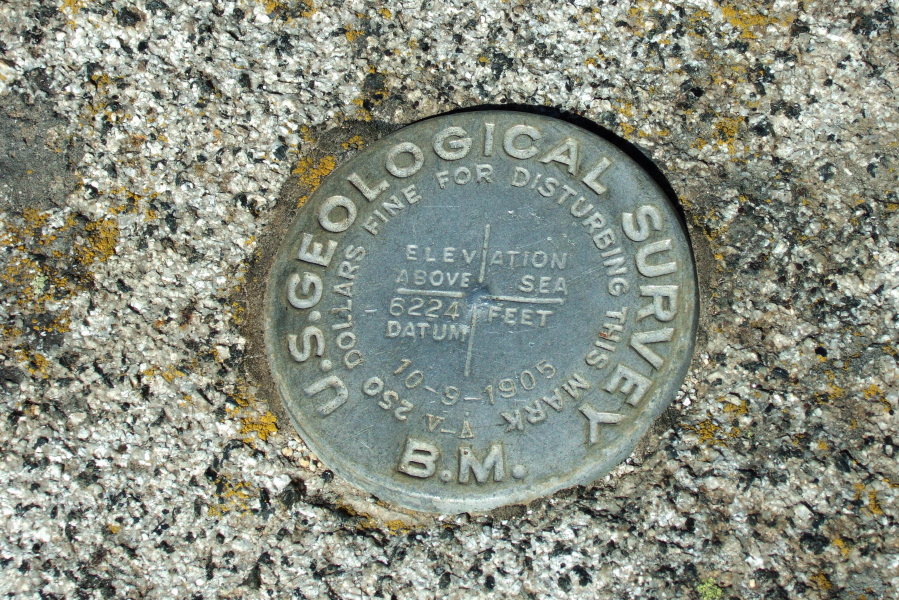 U.S. GEOLOGICAL SURVEY
250 DOLLARS FINE FOR DISTURBING THIS MARK
ELEVATION
ABOVE SEA
6224 FEET
DATUM
10-9-1905
V-A
B.M.